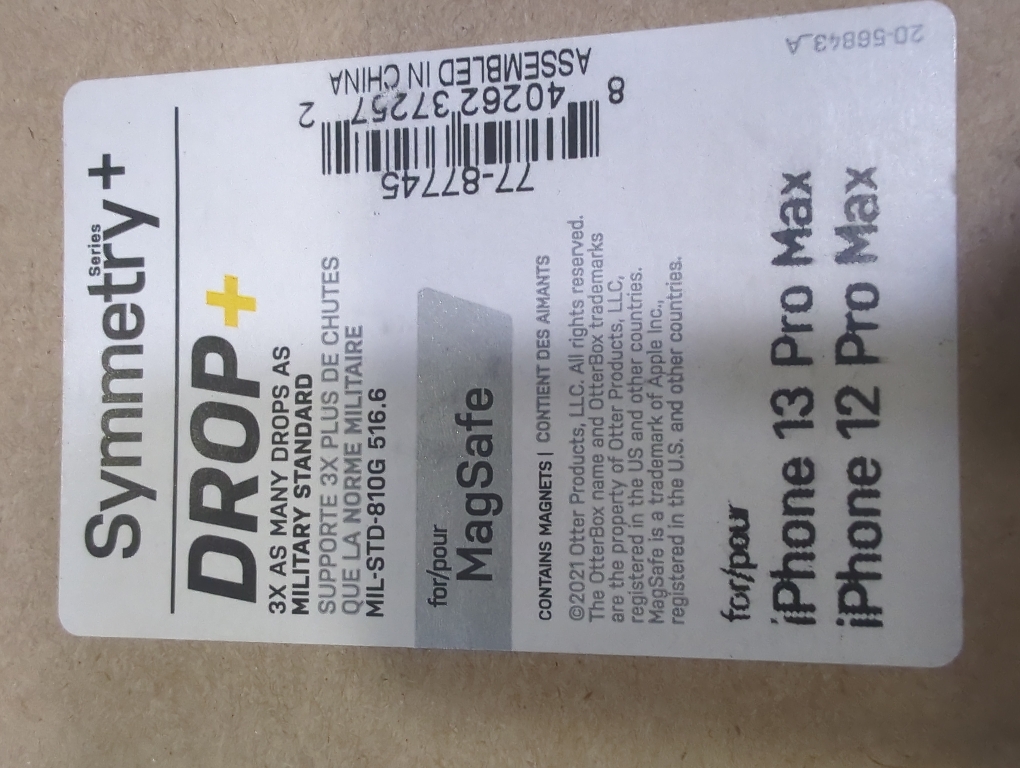 Symmetry+
Series
DROP+
3X AS MANY DROPS AS
MILITARY STANDARD
SUPPORTE 3X PLUS DE CHUTES
QUE LA NORME MILITAIRE
MIL-STD-810G 516.6
for/pour
MagSafe
CONTAINS MAGNETS | CONTIENT DES AIMANTS
©2021 Otter Products, LLC. All rights reserved.
The OtterBox name and OtterBox trademarks
are the property of Otter Products, LLC,
registered in the US and other countries.
MagSafe is a trademark of Apple Inc.,
registered in the U.S. and other countries.
for/pour
iPhone 13 Pro Max
iPhone 12 Pro Max
77-87745
8 40262 37257 2
ASSEMBLED IN CHINA
20-56843_A